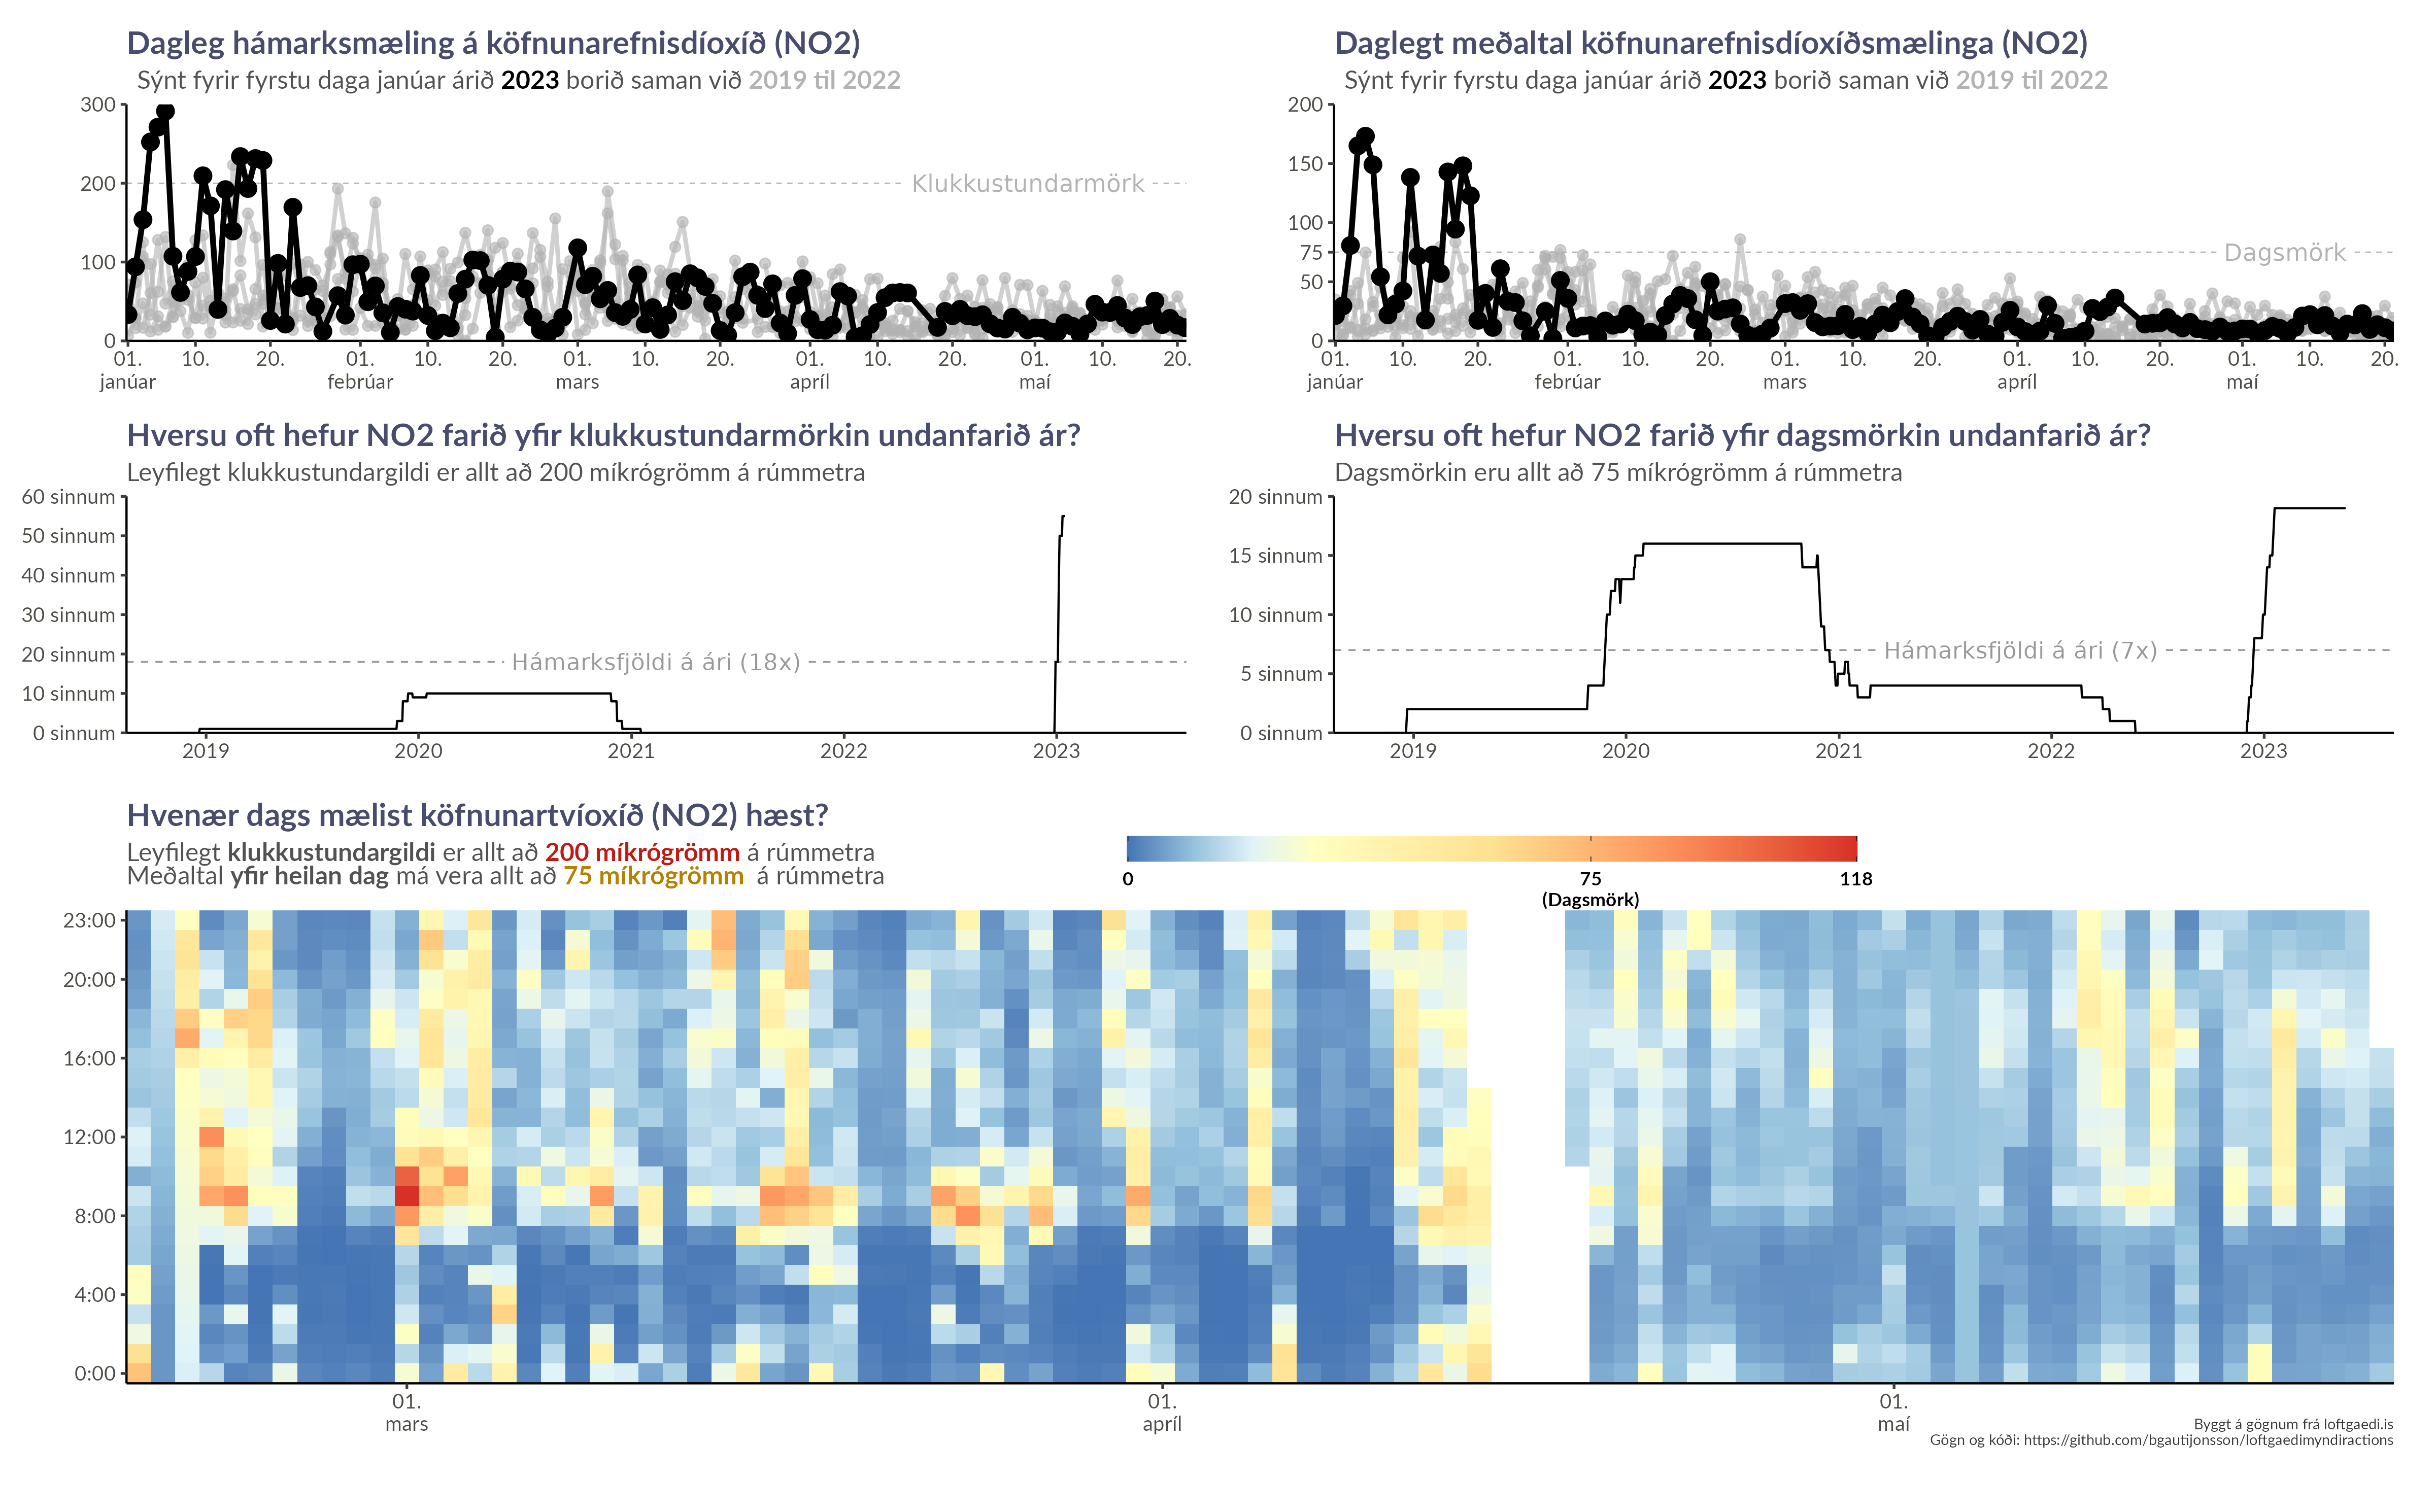 Dagleg hámarksmæling á köfnunarefnisdíoxíð (NO2)
Sýnt fyrir fyrstu daga janúar árið 2023 borið saman við 2019 til 2022
300
200
100
0
Klukkustundarmörk
01. 10. 20. 01. 10. 20. 01. 10. 20. 01. 10. 20. 01. 10. 20.
janúar febrúar mars apríl maí
Daglegt meðaltal köfnunarefnisdíoxíðsmælinga (NO2)
Sýnt fyrir fyrstu daga janúar árið 2023 borið saman við 2019 til 2022
200
150
100
75
50
0
Dagsmörk
01. 10. 20. 01. 10. 20. 01. 10. 20. 01. 10. 20. 01. 10. 20.
janúar febrúar mars apríl maí
Hversu oft hefur NO2 farið yfir klukkustundarmörkin undanfarið ár?
Leyfilegt klukkustundargildi er allt að 200 míkrógrömm á rúmmetra
60 sinnum
50 sinnum
40 sinnum
30 sinnum
20 sinnum
10 sinnum
0 sinnum
Hámarksfjöldi á ári (18x)
2019 2020 2021 2022 2023
Hversu oft hefur NO2 farið yfir dagsmörkin undanfarið ár?
Dagsmörkin eru allt að 75 míkrógrömm á rúmmetra
20 sinnum
15 sinnum
10 sinnum
5 sinnum
0 sinnum
Hámarksfjöldi á ári (7x)
2019 2020 2021 2022 2023
Hvenær dags mælist köfnunartvíoxíð (NO2) hæst?
Leyfilegt klukkustundargildi er allt að 200 míkrógrömm á rúmmetra
Meðaltal yfir heilan dag má vera allt að 75 míkrógrömm á rúmmetra
0 75 118
(Dagsmörk)
23:00
20:00
16:00
12:00
8:00
4:00
0:00
01. 01. 01.
mars apríl maí
Byggt á gögnum frá loftgaedi.is
Gögn og kóði: https://github.com/bgautijonsson/loftgaedimyndiractions